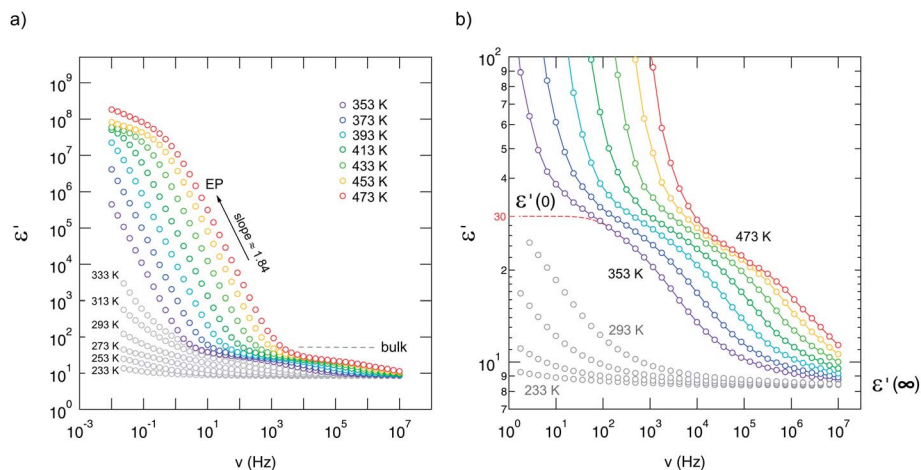 a)
10⁹
10⁸
10⁷
10⁶
10⁵
10⁴
10³
10²
10¹
10⁰
ε'
353 K
373 K
393 K
413 K
433 K
453 K
473 K
EP
slope ≈ 1.84
333 K
313 K
293 K
273 K
253 K
233 K
bulk
10⁻³
10⁻¹
10¹
10³
10⁵
10⁷
ν (Hz)
b)
10²
8
7
6
5
4
30
2
10¹
9
8
7
ε'
ε'(0)
473 K
353 K
293 K
233 K
ε'(∞)
10⁰
10¹
10²
10³
10⁴
10⁵
10⁶
10⁷
ν (Hz)